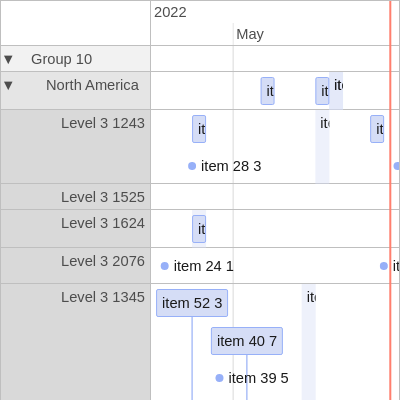 2022
May
▼ Group 10
▼ North America
it
it
it
Level 3 1243
it
it
it
item 28 3
Level 3 1525
Level 3 1624
it
Level 3 2076
item 24 1
it
Level 3 1345
item 52 3
it
item 40 7
item 39 5